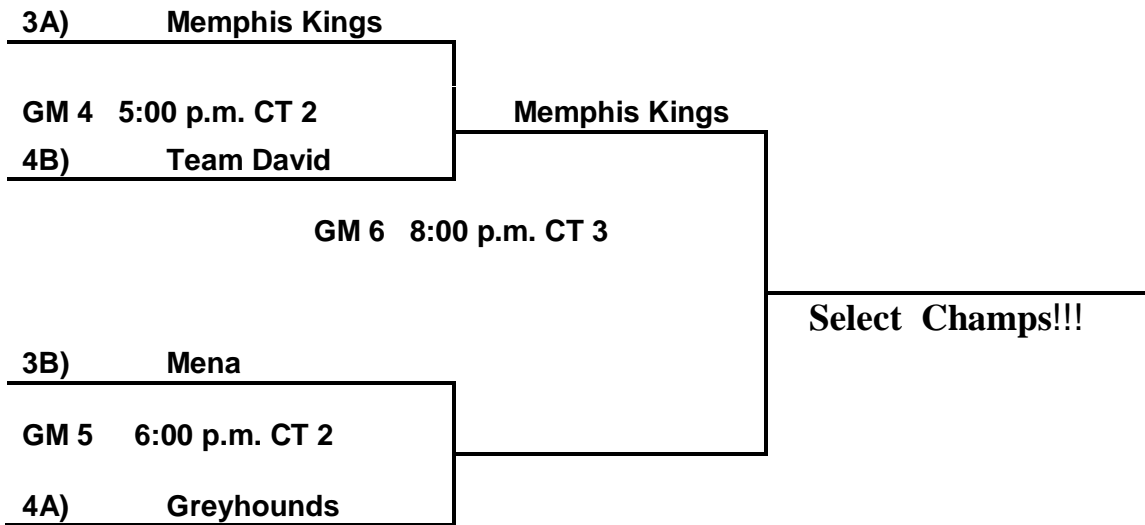 3A) Memphis Kings
GM 4 5:00 p.m. CT 2 Memphis Kings
4B) Team David
GM 6 8:00 p.m. CT 3
Select Champs!!!
3B) Mena
GM 5 6:00 p.m. CT 2
4A) Greyhounds